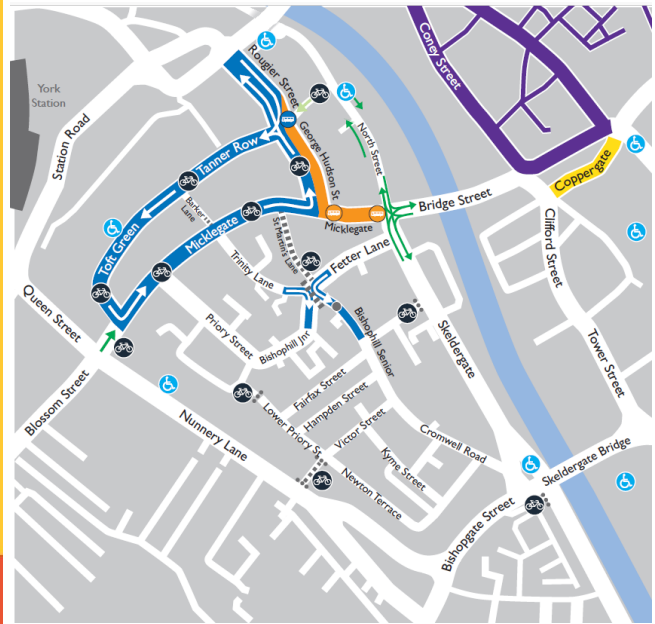 York
Station
Station Road
Rougier Street
George Hudson St
North Street
Coney Street
Coppergate
Tanner Row
Barker
Lane
Toft Green
Micklegate
St Martin's Lane
Micklegate
Bridge Street
Clifford Street
Tower Street
Trinity Lane
Fetter Lane
Queen Street
Priory Street
Bishophill Jnr
Bishophill Senior
Skeldergate
Blossom Street
Nunnery Lane
Fairfax Street
Hampden Street
Lower Priory St
Victor Street
Kyme Street
Cromwell Road
Newton Terrace
Skeldergate Bridge
Bishopgate Street